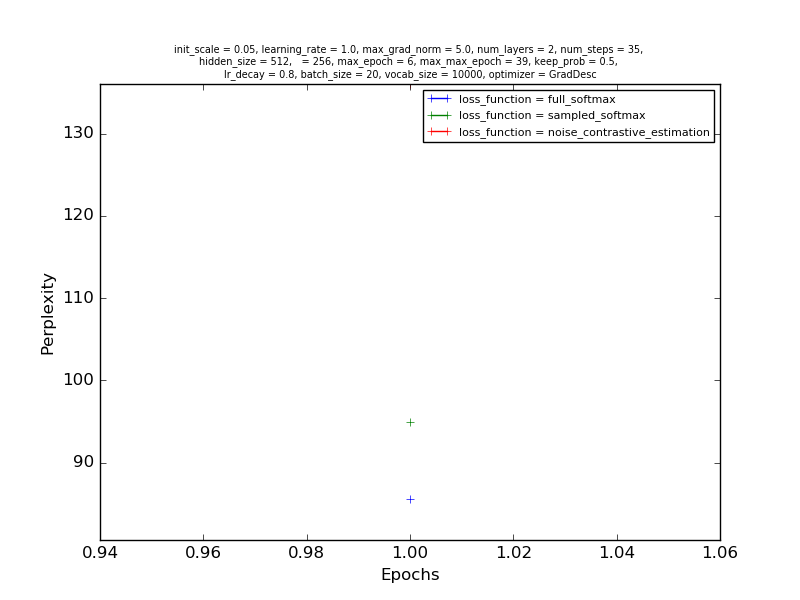 init_scale = 0.05, learning_rate = 1.0, max_grad_norm = 5.0, num_layers = 2, num_steps = 35,
hidden_size = 512,   = 256, max_epoch = 6, max_max_epoch = 39, keep_prob = 0.5,
lr_decay = 0.8, batch_size = 20, vocab_size = 10000, optimizer = GradDesc
loss_function = full_softmax
loss_function = sampled_softmax
loss_function = noise_contrastive_estimation
130
120
110
100
90
Perplexity
0.94 0.96 0.98 1.00 1.02 1.04 1.06
Epochs